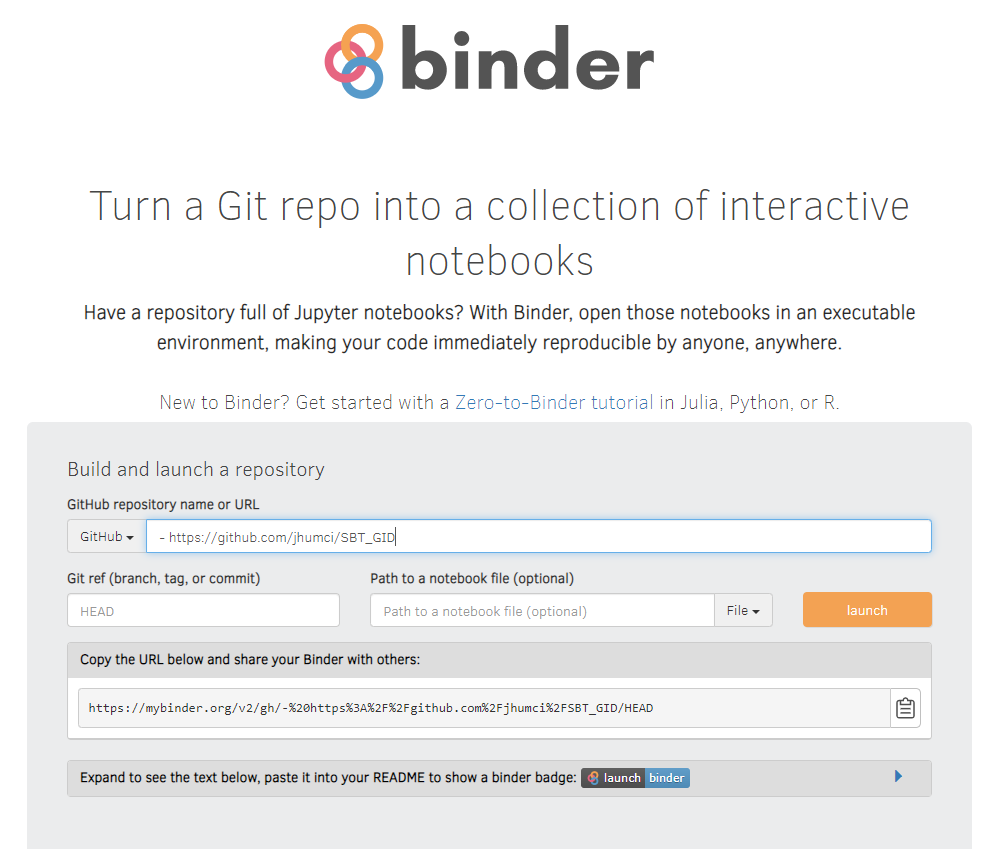 binder
Turn a Git repo into a collection of interactive
notebooks
Have a repository full of Jupyter notebooks? With Binder, open those notebooks in an executable
environment, making your code immediately reproducible by anyone, anywhere.
New to Binder? Get started with a Zero-to-Binder tutorial in Julia, Python, or R.
Build and launch a repository
GitHub repository name or URL
GitHub - https://github.com/jhumci/SBT_GID
Git ref (branch, tag, or commit) Path to a notebook file (optional)
HEAD Path to a notebook file (optional) File launch
Copy the URL below and share your Binder with others:
https://mybinder.org/v2/gh/-%20https%3A%2F%2Fgithub.com%2Fjhumci%2FSBT_GID/HEAD
Expand to see the text below, paste it into your README to show a binder badge: launch binder